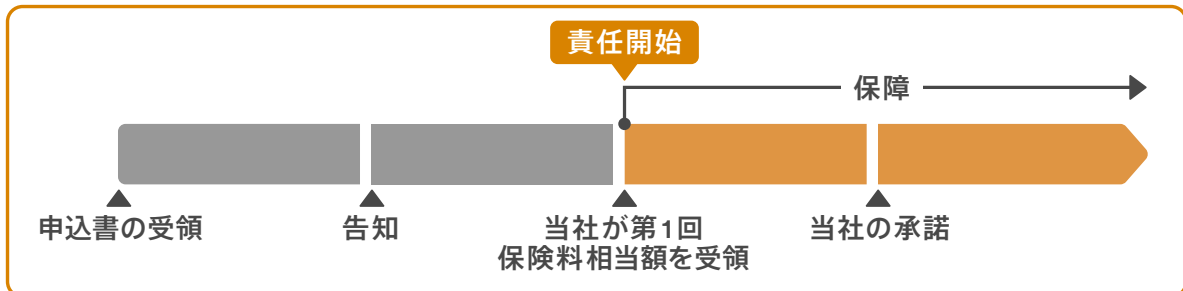 責任開始
保障
申込書の受領
告知
当社が第1回
保険料相当額を受領
当社の承諾